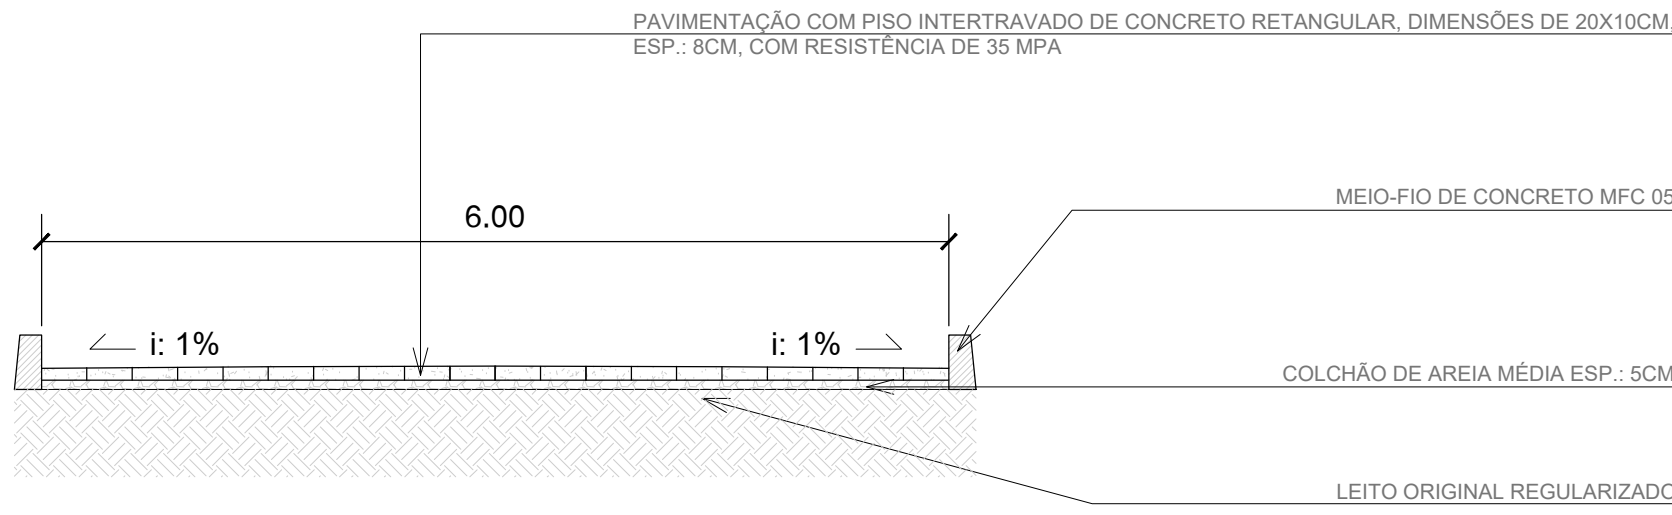 PAVIMENTAÇÃO COM PISO INTERTRAVADO DE CONCRETO RETANGULAR, DIMENSÕES DE 20X10CM,
ESP.: 8CM, COM RESISTÊNCIA DE 35 MPA
MEIO-FIO DE CONCRETO MFC 05
6.00
i: 1%
i: 1%
COLCHÃO DE AREIA MÉDIA ESP.: 5CM
LEITO ORIGINAL REGULARIZADO